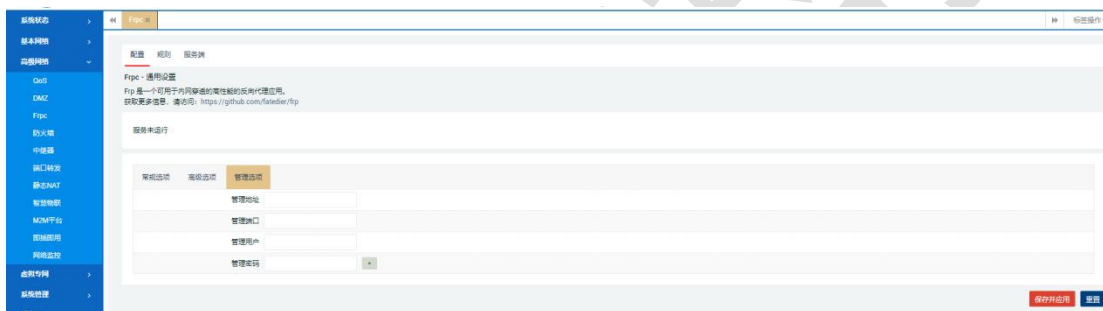 系统状态
基本网络
高级网络
QoS
DMZ
Frpc
防火墙
中继器
端口转发
静态NAT
智慧物联
M2M平台
即插即用
网络监控
虚拟专网
系统管理
Frpc
标签操作
配置 规则 服务端
Frpc - 通用设置
Frp 是一个可用于内网穿透的高性能的反向代理应用。
获取更多信息，请访问：https://github.com/fatedier/frp
服务未运行
常规选项 高级选项 管理选项
管理地址
管理端口
管理用户
管理密码
保存并应用 重置